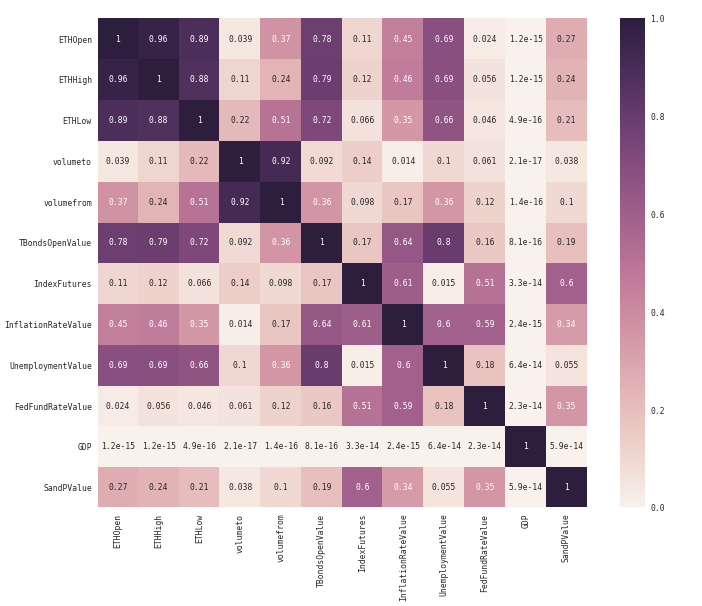 ETHOpen 1 0.96 0.89 0.039 0.37 0.78 0.11 0.45 0.69 0.024 1.2e-15 0.27
ETHHigh 0.96 1 0.88 0.11 0.24 0.79 0.12 0.46 0.69 0.056 1.2e-15 0.24
ETHLow 0.89 0.88 1 0.22 0.51 0.72 0.066 0.35 0.66 0.046 4.9e-16 0.21
volumeto 0.039 0.11 0.22 1 0.92 0.092 0.14 0.014 0.1 0.061 2.1e-17 0.038
volumefrom 0.37 0.24 0.51 0.92 1 0.36 0.098 0.17 0.36 0.12 1.4e-16 0.1
TBondsOpenValue 0.78 0.79 0.72 0.092 0.36 1 0.17 0.64 0.8 0.16 8.1e-16 0.19
IndexFutures 0.11 0.12 0.066 0.14 0.098 0.17 1 0.61 0.015 0.51 3.3e-14 0.6
InflationRateValue 0.45 0.46 0.35 0.014 0.17 0.64 0.61 1 0.6 0.59 2.4e-15 0.34
UnemploymentValue 0.69 0.69 0.66 0.1 0.36 0.8 0.015 0.6 1 0.18 6.4e-14 0.055
FedFundRateValue 0.024 0.056 0.046 0.061 0.12 0.16 0.51 0.59 0.18 1 2.3e-14 0.35
GDP 1.2e-15 1.2e-15 4.9e-16 2.1e-17 1.4e-16 8.1e-16 3.3e-14 2.4e-15 6.4e-14 2.3e-14 1 5.9e-14
SandPValue 0.27 0.24 0.21 0.038 0.1 0.19 0.6 0.34 0.055 0.35 5.9e-14 1
ETHOpen
ETHHigh
ETHLow
volumeto
volumefrom
TBondsOpenValue
IndexFutures
InflationRateValue
UnemploymentValue
FedFundRateValue
GDP
SandPValue
1.0
0.8
0.6
0.4
0.2
0.0